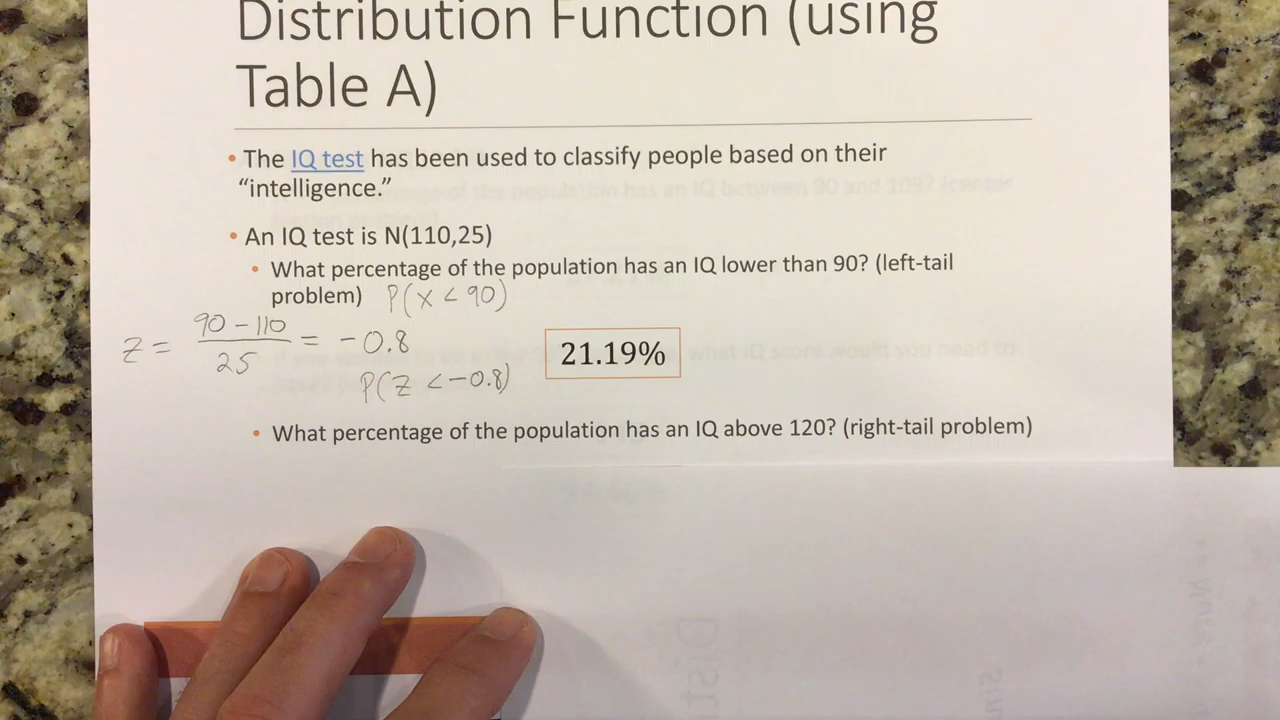 Distribution Function (using
Table A)
• The IQ test has been used to classify people based on their
“intelligence.”
• An IQ test is N(110,25)
• What percentage of the population has an IQ lower than 90? (left-tail
problem) P(X < 90)
Z = 90 - 110 / 25 = -0.8
21.19%
P(Z < -0.8)
• What percentage of the population has an IQ above 120? (right-tail problem)